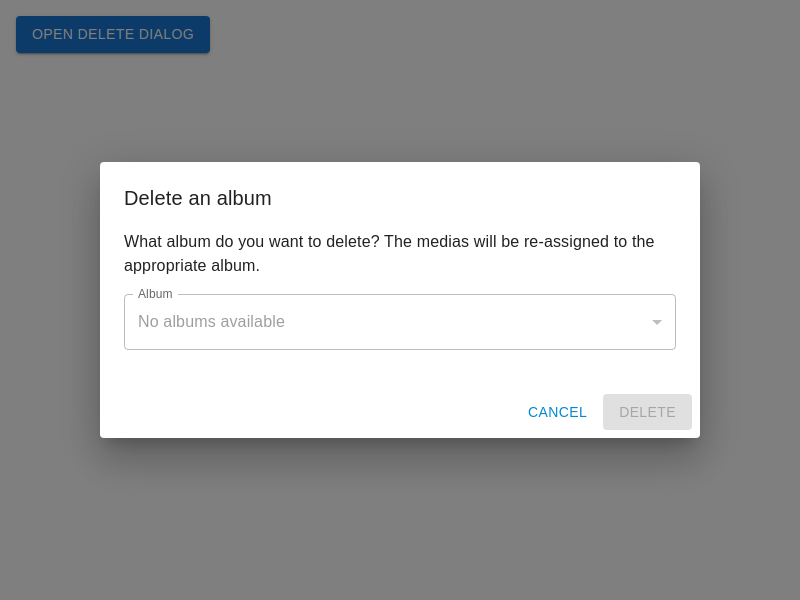 OPEN DELETE DIALOG
Delete an album
What album do you want to delete? The medias will be re-assigned to the
appropriate album.
Album
No albums available
CANCEL DELETE